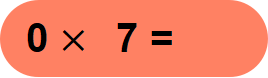 0 × 7 =